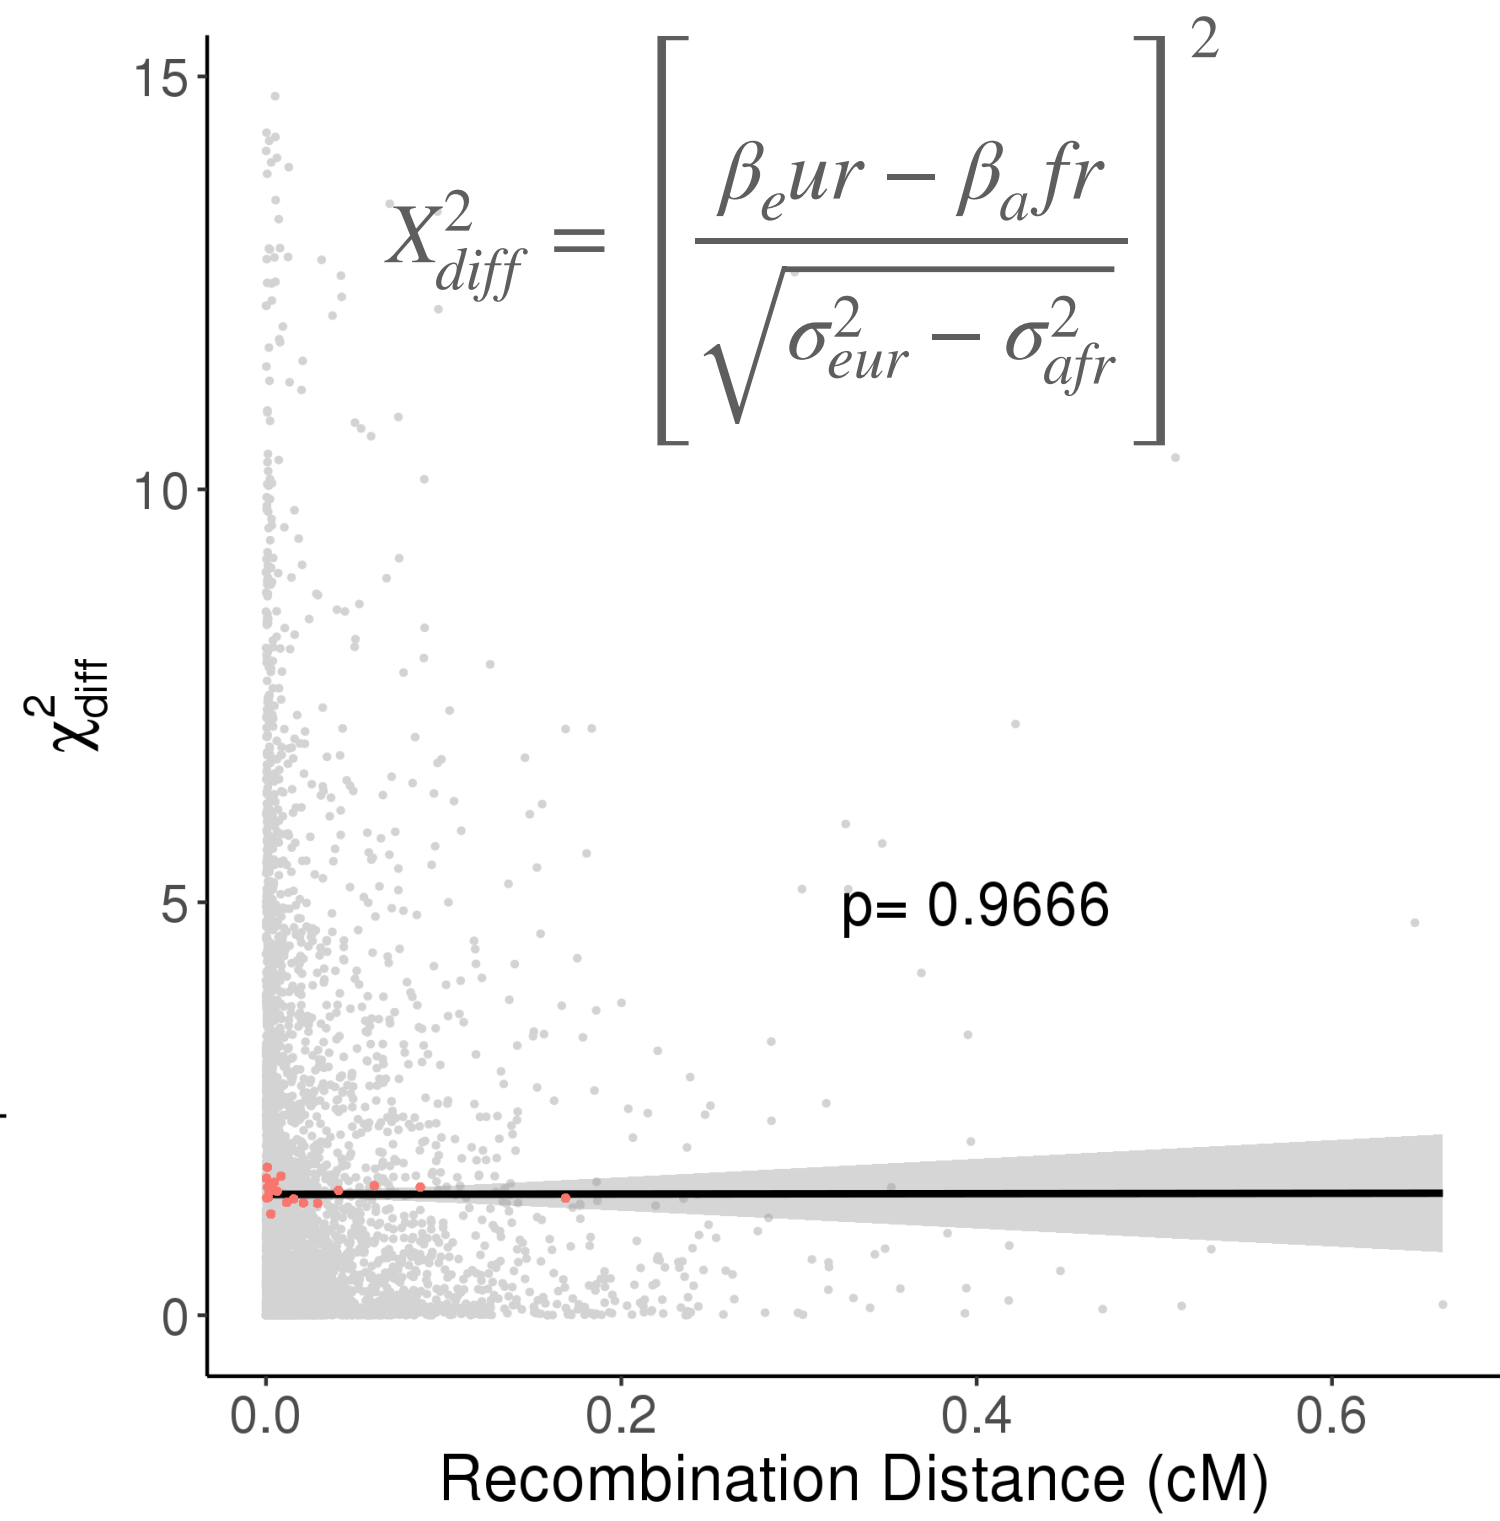 15
10
5
0
χ²diff
X²diff = [ (βₑur − βₐfr) / √(σ²eur − σ²afr) ]²
p= 0.9666
0.0 0.2 0.4 0.6
Recombination Distance (cM)